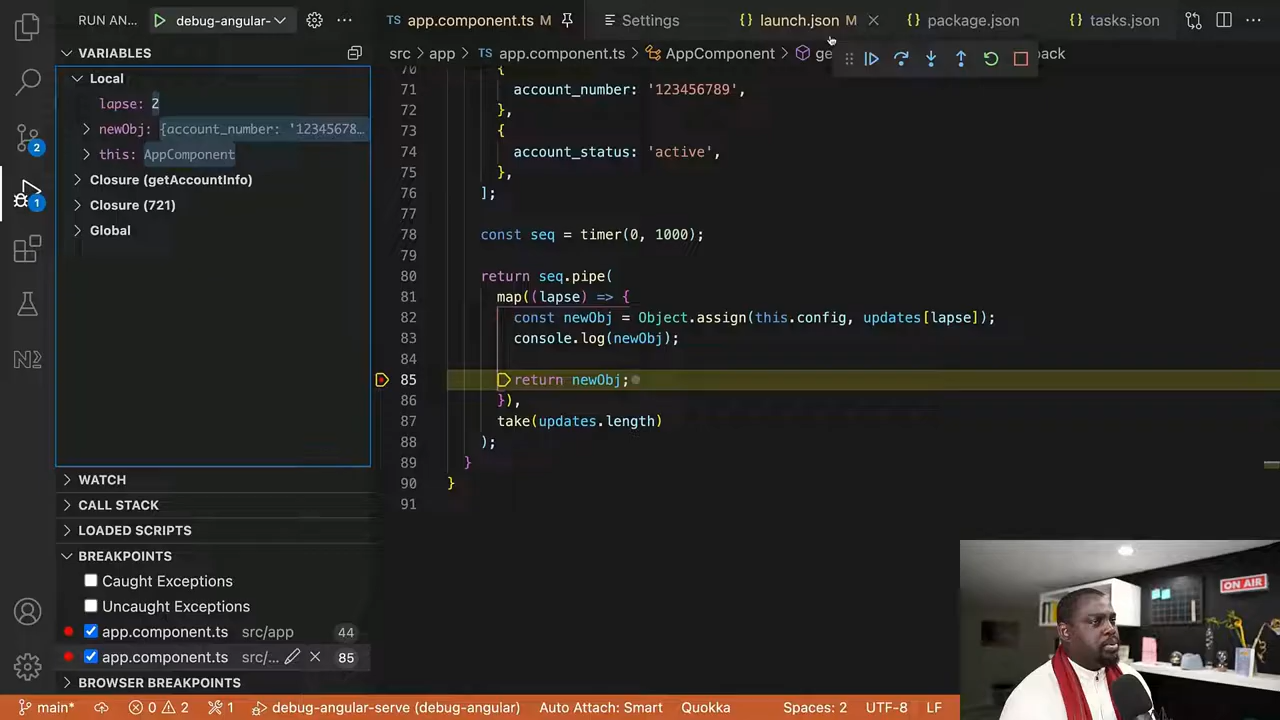 RUN AN...
debug-angular-
app.component.ts M
Settings
launch.json M
package.json
tasks.json
VARIABLES
src
app
TS app.component.ts
AppComponent
ge
back
Local
lapse: 2
newObj: {account_number: '12345678…
this: AppComponent
Closure (getAccountInfo)
Closure (721)
Global
70 {
71 account_number: '123456789',
72 },
73 {
74 account_status: 'active',
75 },
76 ];
77
78 const seq = timer(0, 1000);
79
80 return seq.pipe(
81 map((lapse) => {
82 const newObj = Object.assign(this.config, updates[lapse]);
83 console.log(newObj);
84
85 return newObj;
86 }),
87 take(updates.length)
88 );
89 }
90 }
91
WATCH
CALL STACK
LOADED SCRIPTS
BREAKPOINTS
Caught Exceptions
Uncaught Exceptions
app.component.ts src/app 44
app.component.ts src/... 85
BROWSER BREAKPOINTS
2
1
ON AIR
main*
0
2
1
debug-angular-serve (angular)
Auto Attach: Smart
Quokka
Spaces: 2
UTF-8
LF